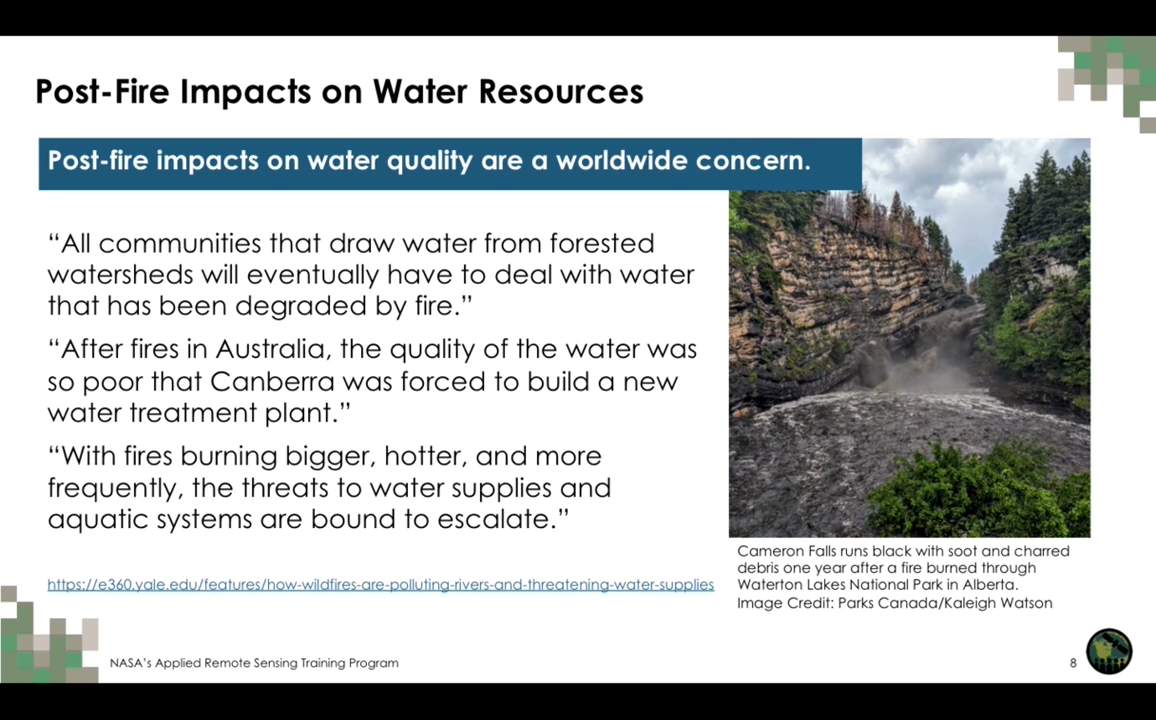 Post-Fire Impacts on Water Resources
Post-fire impacts on water quality are a worldwide concern.
“All communities that draw water from forested
watersheds will eventually have to deal with water
that has been degraded by fire.”
“After fires in Australia, the quality of the water was
so poor that Canberra was forced to build a new
water treatment plant.”
“With fires burning bigger, hotter, and more
frequently, the threats to water supplies and
aquatic systems are bound to escalate.”
https://e360.yale.edu/features/how-wildfires-are-polluting-rivers-and-threatening-water-supplies
Cameron Falls runs black with soot and charred
debris one year after a fire burned through
Waterton Lakes National Park in Alberta.
Image Credit: Parks Canada/Kaleigh Watson
NASA’s Applied Remote Sensing Training Program
8